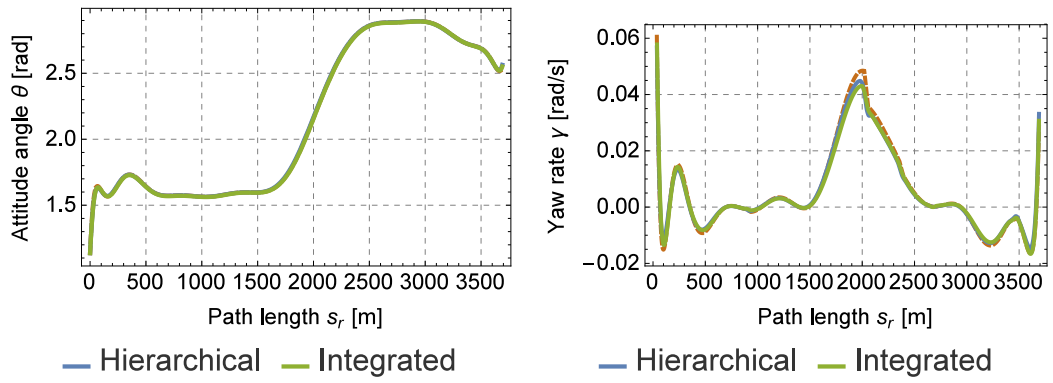 Attitude angle θ [rad]
2.5
2.0
1.5
0 500 1000 1500 2000 2500 3000 3500
Path length s_r [m]
Hierarchical Integrated
Yaw rate γ [rad/s]
0.06
0.04
0.02
0.00
−0.02
0 500 1000 1500 2000 2500 3000 3500
Path length s_r [m]
Hierarchical Integrated